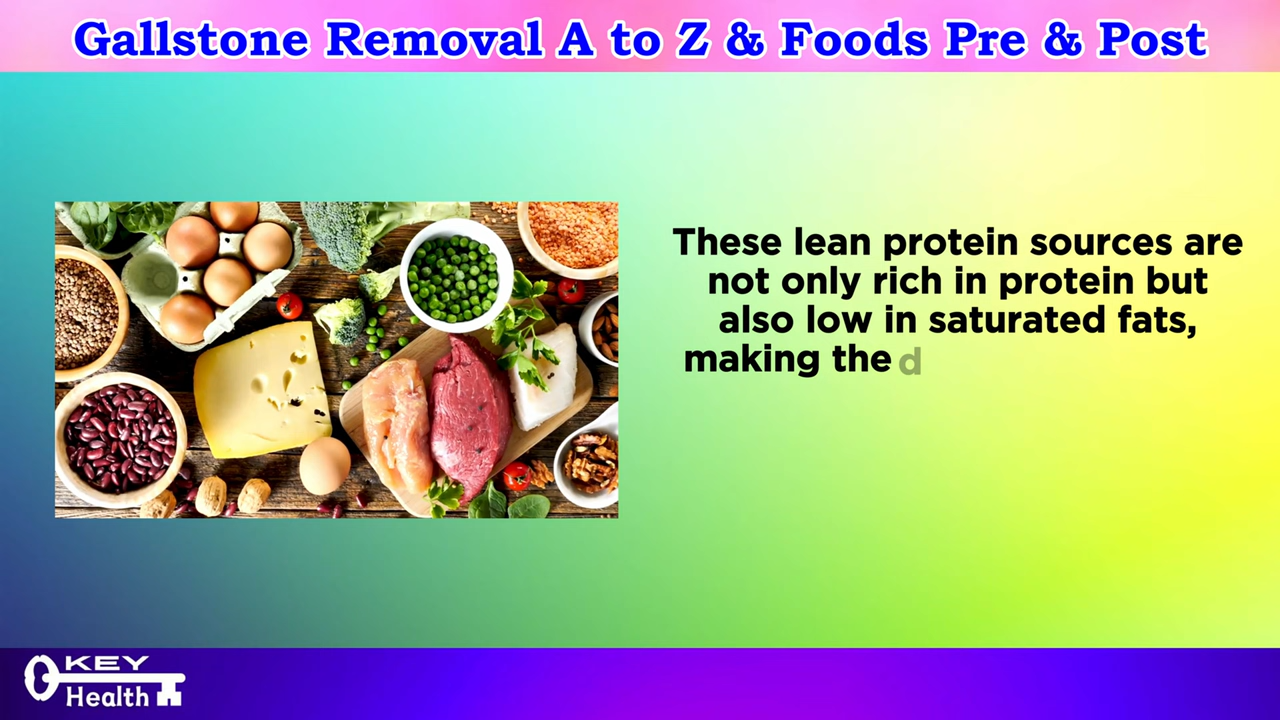 Gallstone Removal A to Z & Foods Pre & Post
These lean protein sources are
not only rich in protein but
also low in saturated fats,
making the d
KEY
Health